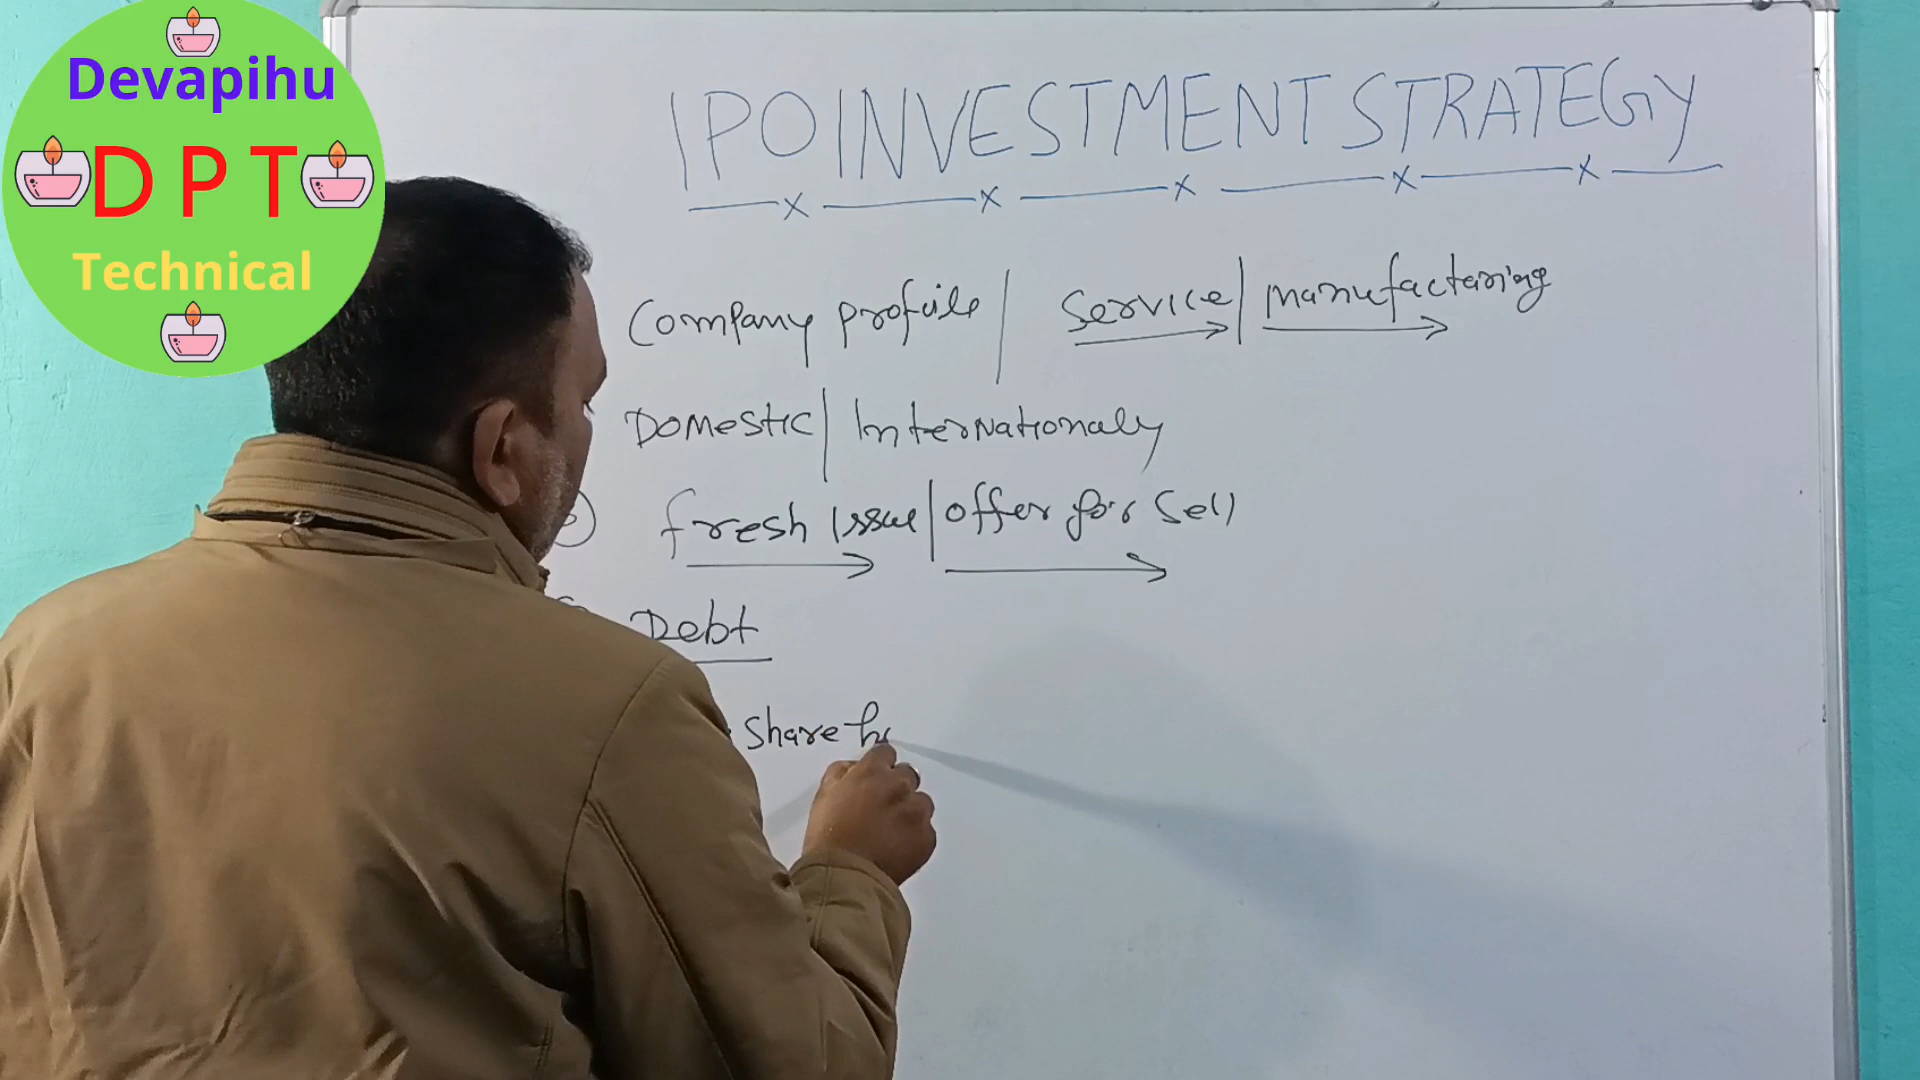 Devapihu
D P T
Technical
IPO INVESTMENT STRATEGY
Company profile / Service / Manufacturing
Domestic / Internationaly
fresh Issue / offer for Sell
Debt
Share